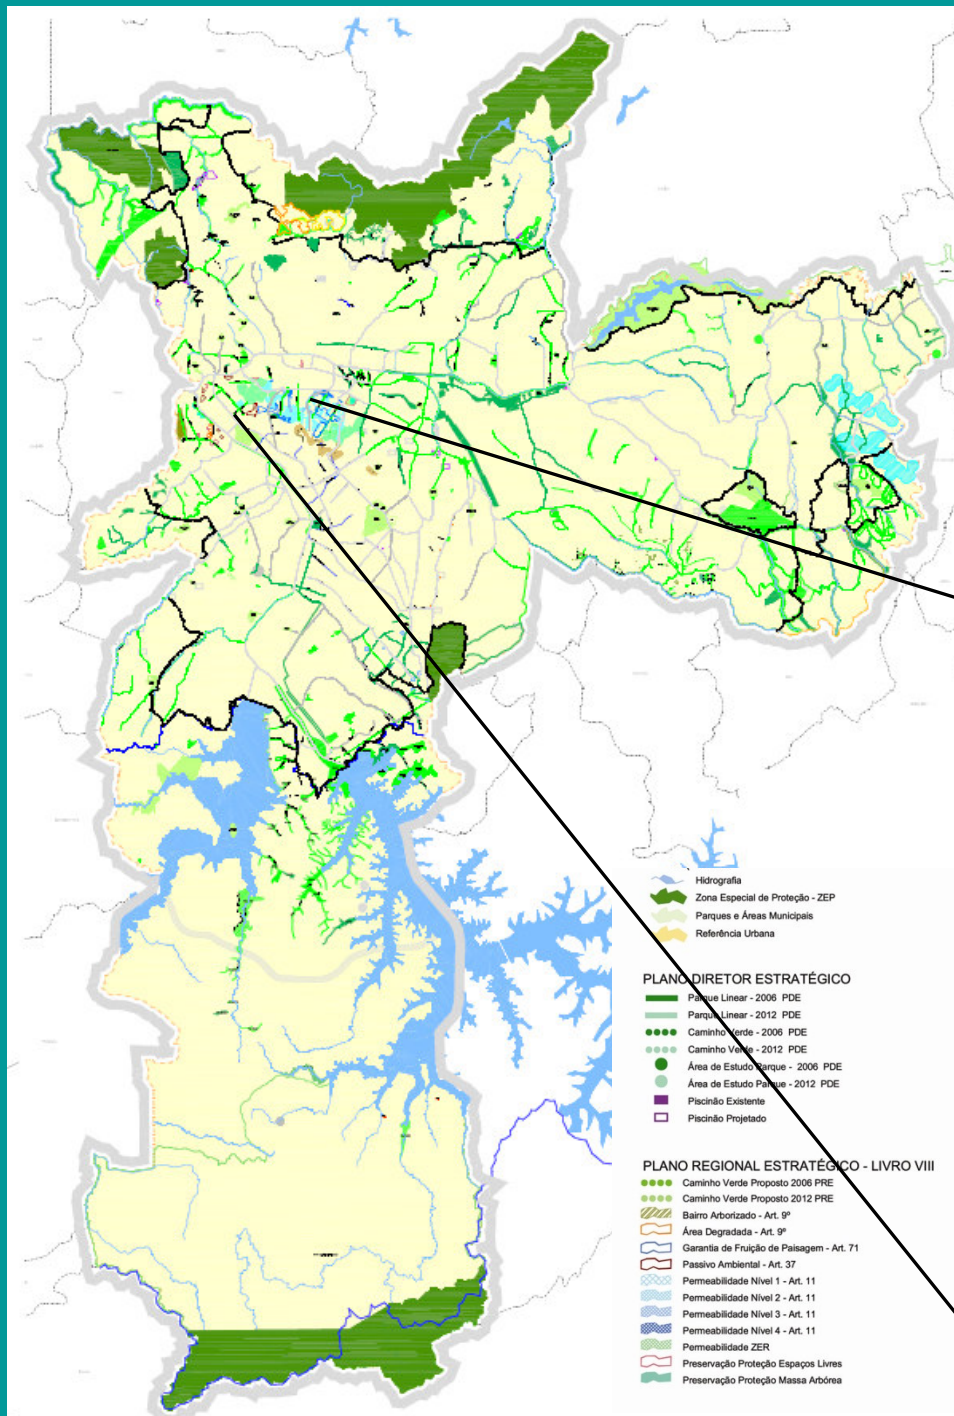 Hidrografia
Zona Especial de Proteção - ZEP
Parques e Áreas Municipais
Referência Urbana
PLANO DIRETOR ESTRATÉGICO
Parque Linear - 2006 PDE
Parque Linear - 2012 PDE
Caminho Verde - 2006 PDE
Caminho Verde - 2012 PDE
Área de Estudo Parque - 2006 PDE
Área de Estudo Parque - 2012 PDE
Piscinão Existente
Piscinão Projetado
PLANO REGIONAL ESTRATÉGICO - LIVRO VIII
Caminho Verde Proposto 2006 PRE
Caminho Verde Proposto 2012 PRE
Bairro Arborizado - Art. 9º
Área Degradada - Art. 9º
Garantia de Fruição de Paisagem - Art. 71
Passivo Ambiental - Art. 37
Permeabilidade Nível 1 - Art. 11
Permeabilidade Nível 2 - Art. 11
Permeabilidade Nível 3 - Art. 11
Permeabilidade Nível 4 - Art. 11
Permeabilidade ZER
Preservação Proteção Espaços Livres
Preservação Proteção Massa Arbórea